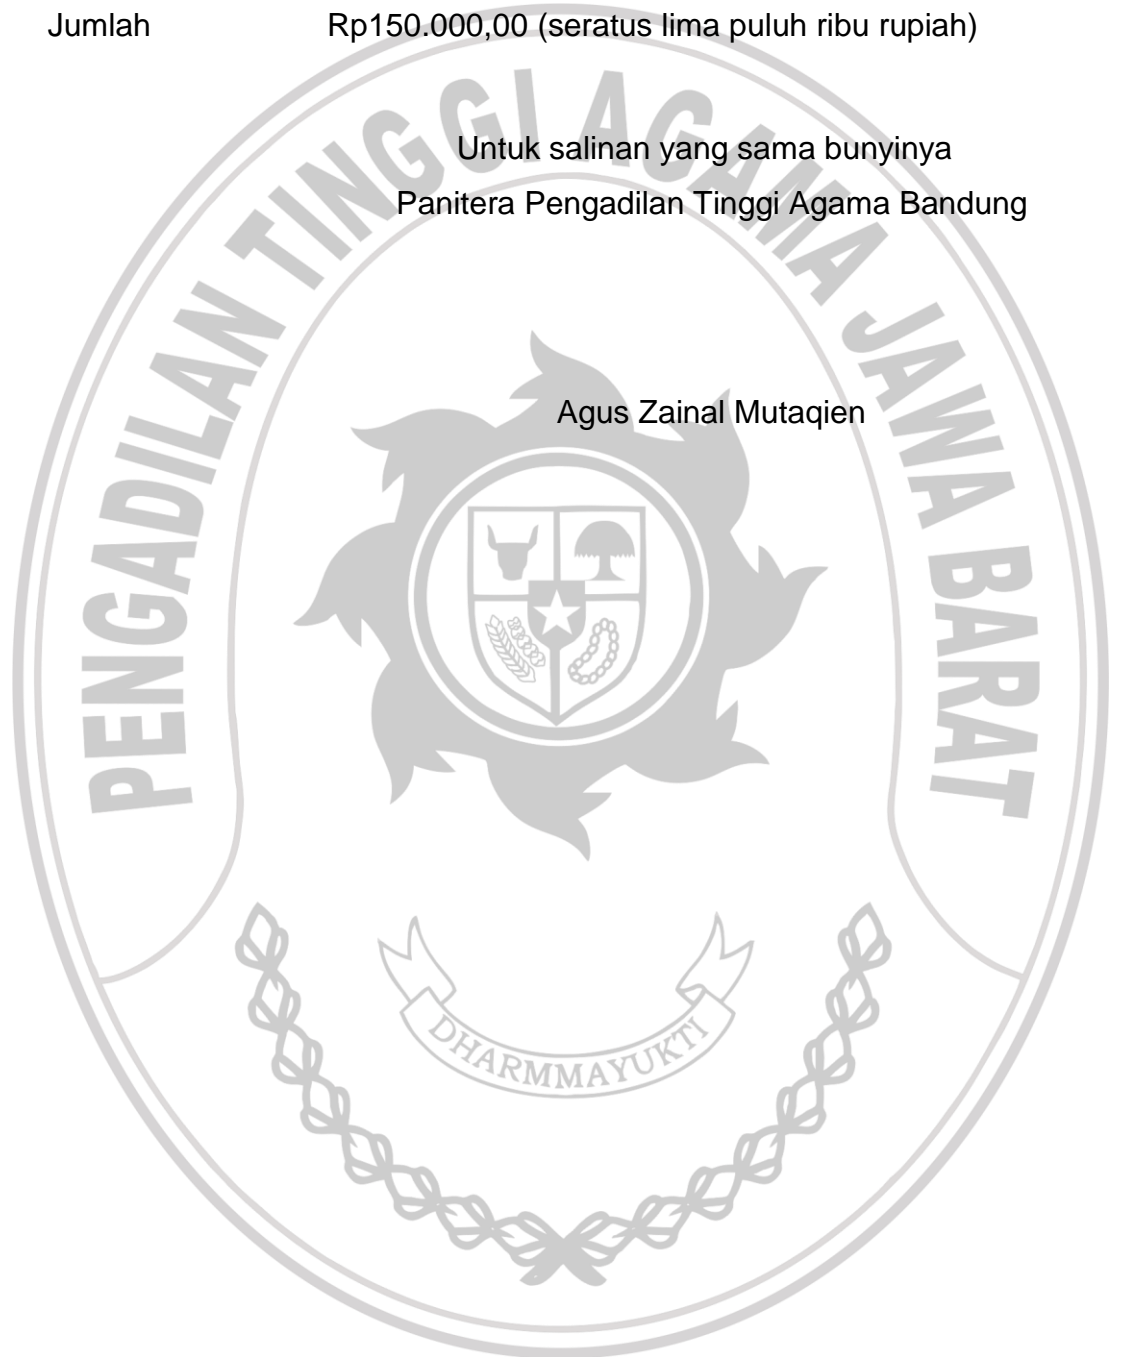 Jumlah Rp150.000,00 (seratus lima puluh ribu rupiah)
Untuk salinan yang sama bunyinya
Panitera Pengadilan Tinggi Agama Bandung
Agus Zainal Mutaqien
PENGADILAN TINGGI AGAMA JAWA BARAT
DHARMMAYUKTI